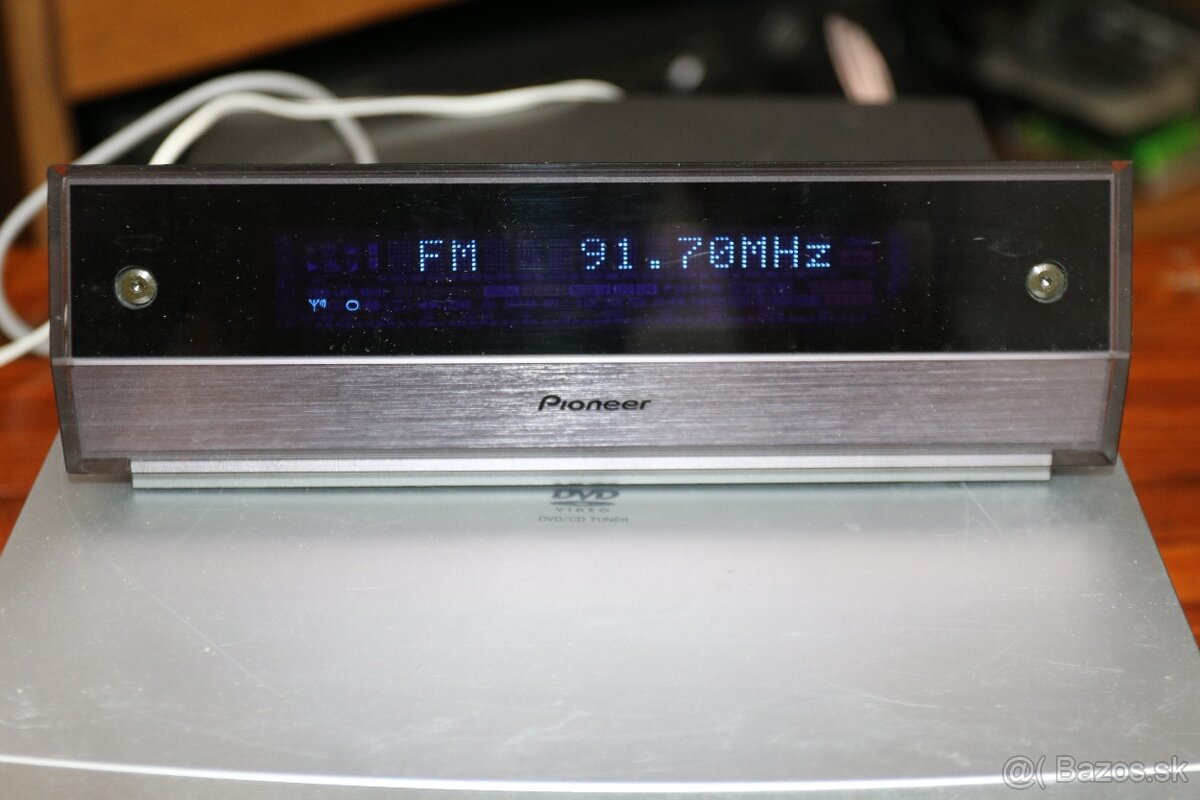 FM 91.70MHz
Pioneer
DVD
VIDEO
DVD/CD TUNER
@( Bazos.sk